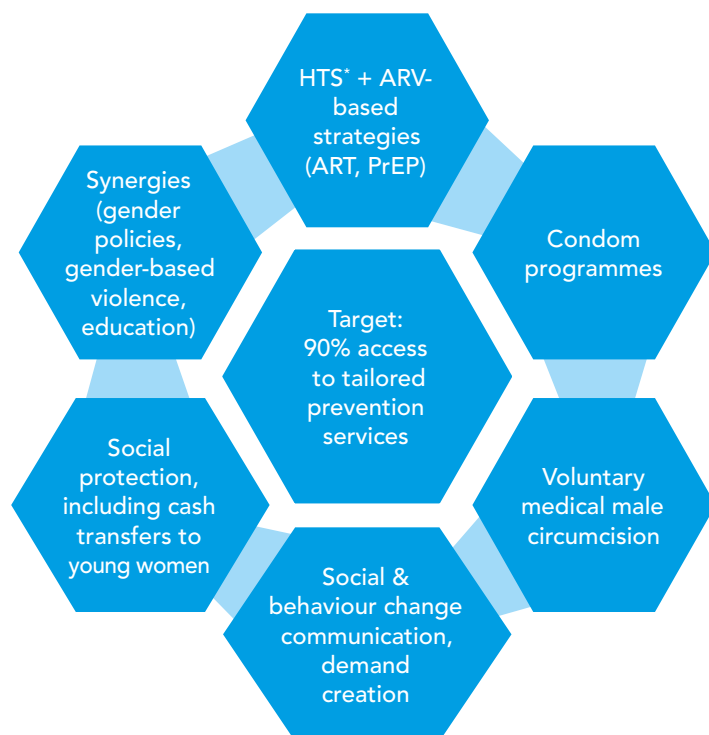 HTS* + ARV-
based
strategies
(ART, PrEP)
Condom
programmes
Voluntary
medical male
circumcision
Social &
behaviour change
communication,
demand
creation
Social
protection,
including cash
transfers to
young women
Synergies
(gender
policies,
gender-based
violence,
education)
Target:
90% access
to tailored
prevention
services